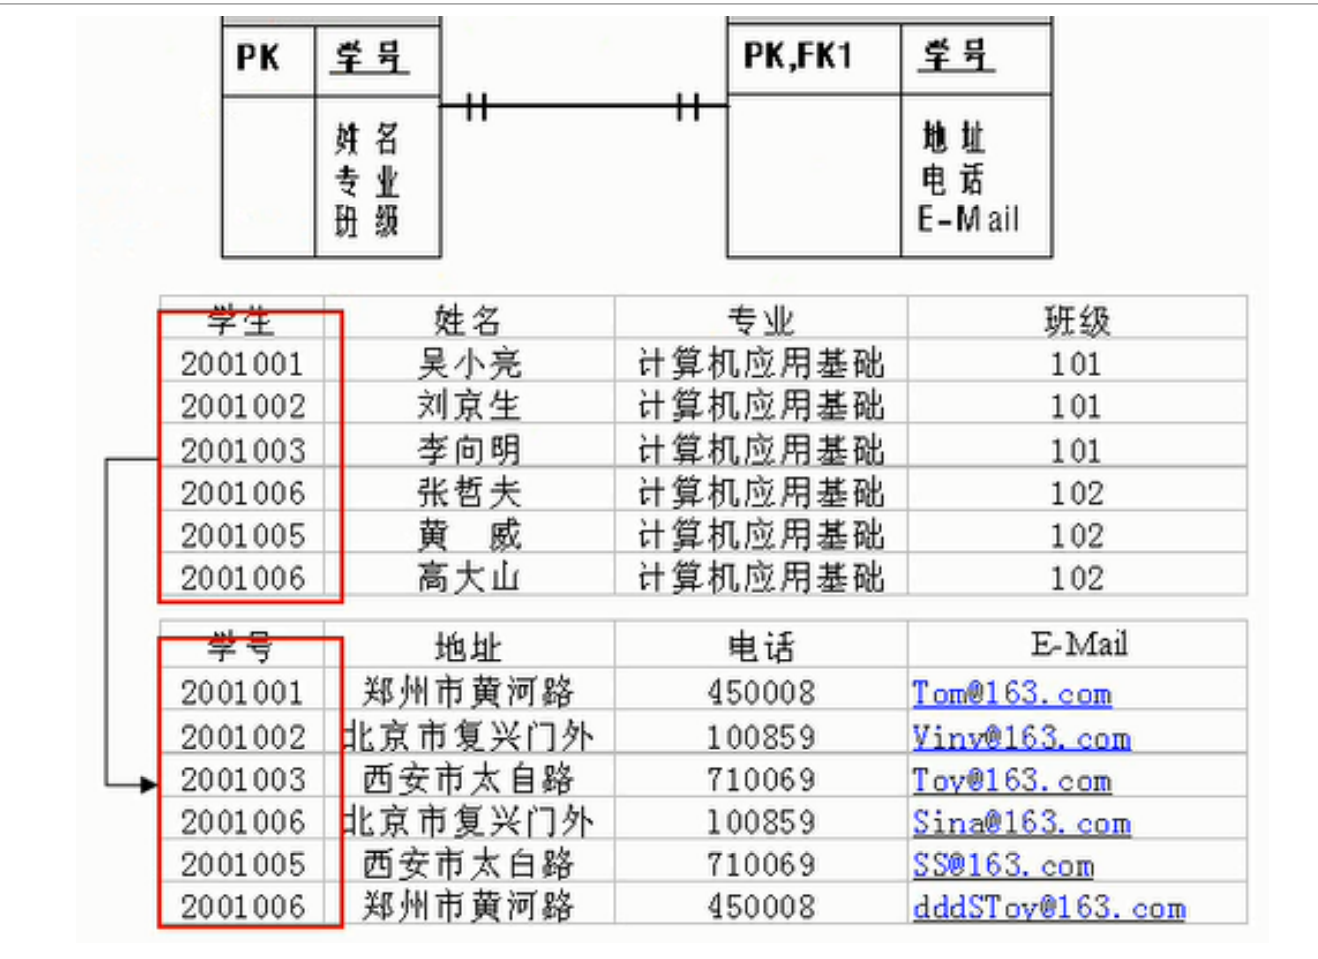 PK 学号 PK,FK1 学号
姓名 地址
专业 电话
班级 E-Mail
学生 姓名 专业 班级
2001001 吴小亮 计算机应用基础 101
2001002 刘京生 计算机应用基础 101
2001003 李向明 计算机应用基础 101
2001006 张哲夫 计算机应用基础 102
2001005 黄 威 计算机应用基础 102
2001006 高大山 计算机应用基础 102
学号 地址 电话 E-Mail
2001001 郑州市黄河路 450008 Tom@163.com
2001002 北京市复兴门外 100859 Vinv@163.com
2001003 西安市太自路 710069 Tov@163.com
2001006 北京市复兴门外 100859 Sina@163.com
2001005 西安市太白路 710069 SS@163.com
2001006 郑州市黄河路 450008 dddSTov@163.com